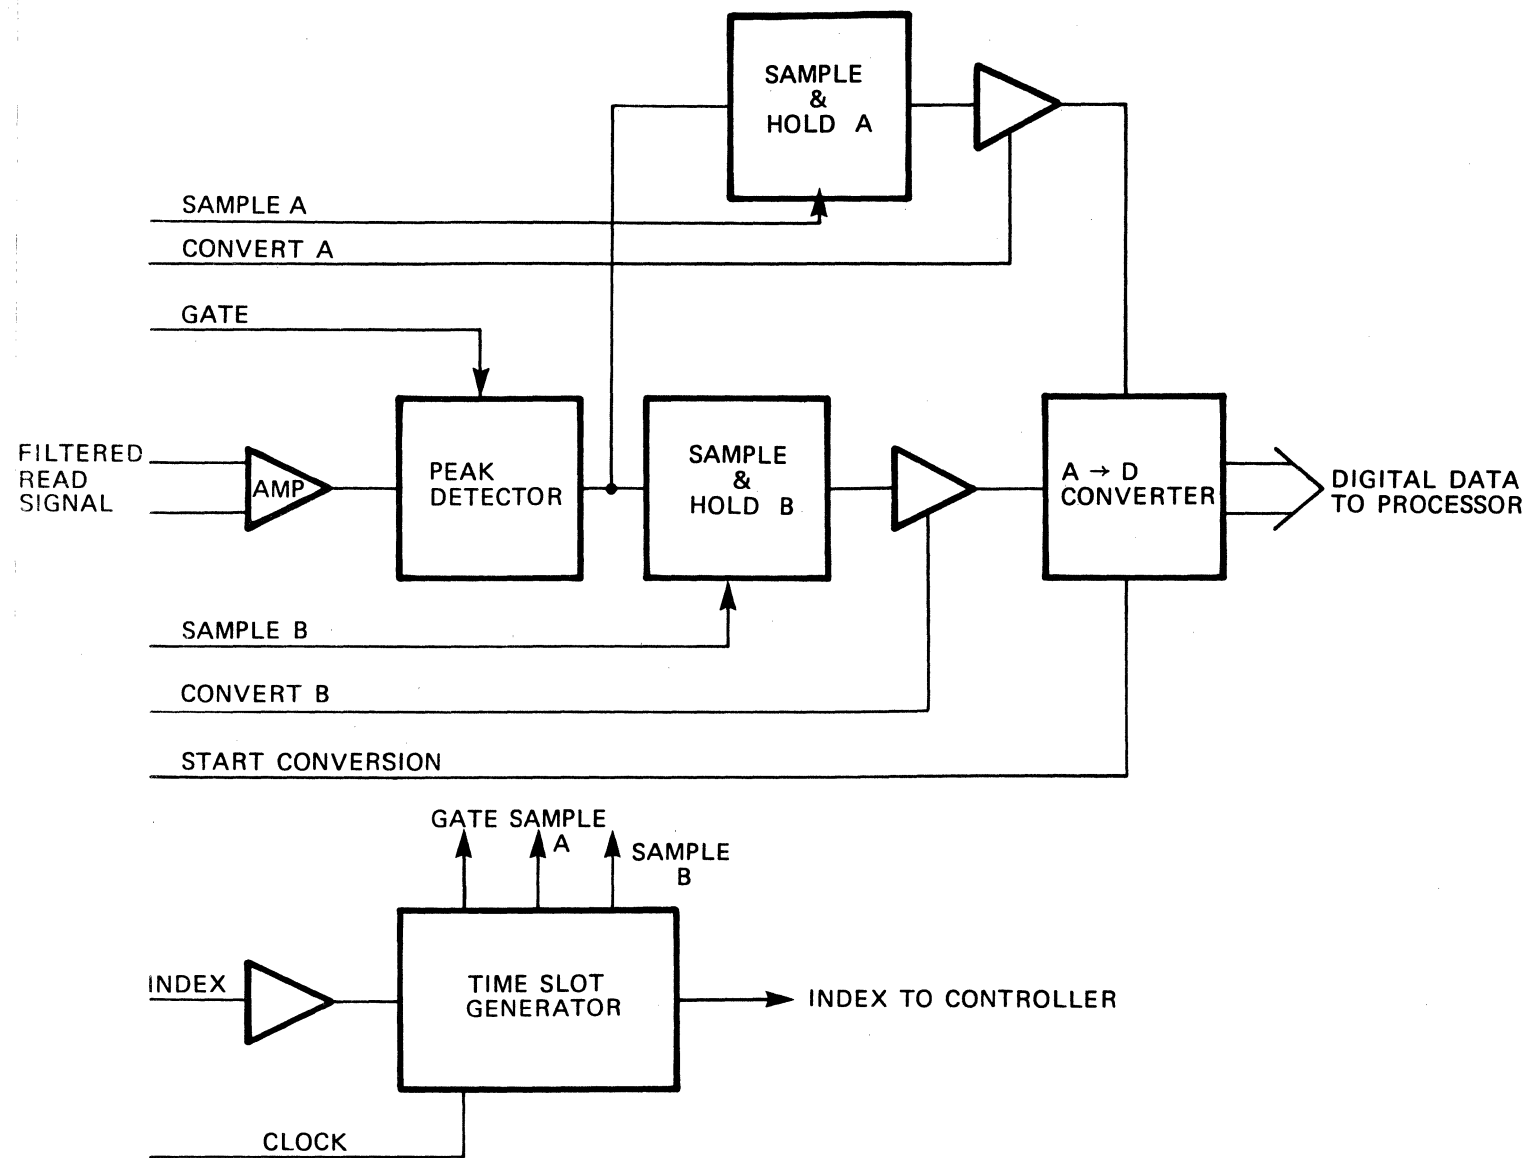 SAMPLE
&
HOLD A
SAMPLE A
CONVERT A
GATE
FILTERED
READ
SIGNAL
AMP
PEAK
DETECTOR
SAMPLE
&
HOLD B
A → D
CONVERTER
DIGITAL DATA
TO PROCESSOR
SAMPLE B
CONVERT B
START CONVERSION
GATE SAMPLE
A
SAMPLE
B
INDEX
TIME SLOT
GENERATOR
INDEX TO CONTROLLER
CLOCK